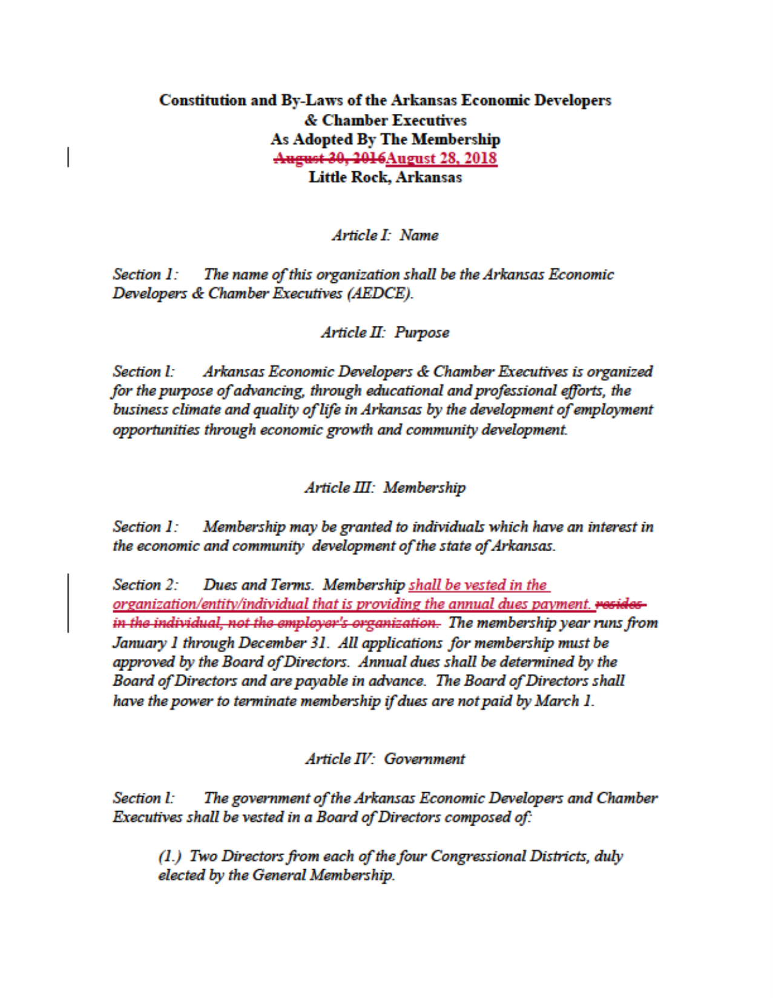 Constitution and By-Laws of the Arkansas Economic Developers
& Chamber Executives
As Adopted By The Membership
August 30, 2016August 28, 2018
Little Rock, Arkansas
Article I:  Name
Section 1:	The name of this organization shall be the Arkansas Economic
Developers & Chamber Executives (AEDCE).
Article II:  Purpose
Section l:	Arkansas Economic Developers & Chamber Executives is organized
for the purpose of advancing, through educational and professional efforts, the
business climate and quality of life in Arkansas by the development of employment
opportunities through economic growth and community development.
Article III:  Membership
Section 1:	Membership may be granted to individuals which have an interest in
the economic and community  development of the state of Arkansas.
Section 2:	Dues and Terms.  Membership shall be vested in the
organization/entity/individual that is providing the annual dues payment. resides
in the individual, not the employer's organization.  The membership year runs from
January 1 through December 31.  All applications  for membership must be
approved by the Board of Directors.  Annual dues shall be determined by the
Board of Directors and are payable in advance.  The Board of Directors shall
have the power to terminate membership if dues are not paid by March 1.
Article IV:  Government
Section l:	The government of the Arkansas Economic Developers and Chamber
Executives shall be vested in a Board of Directors composed of:
(1.)  Two Directors from each of the four Congressional Districts, duly
elected by the General Membership.